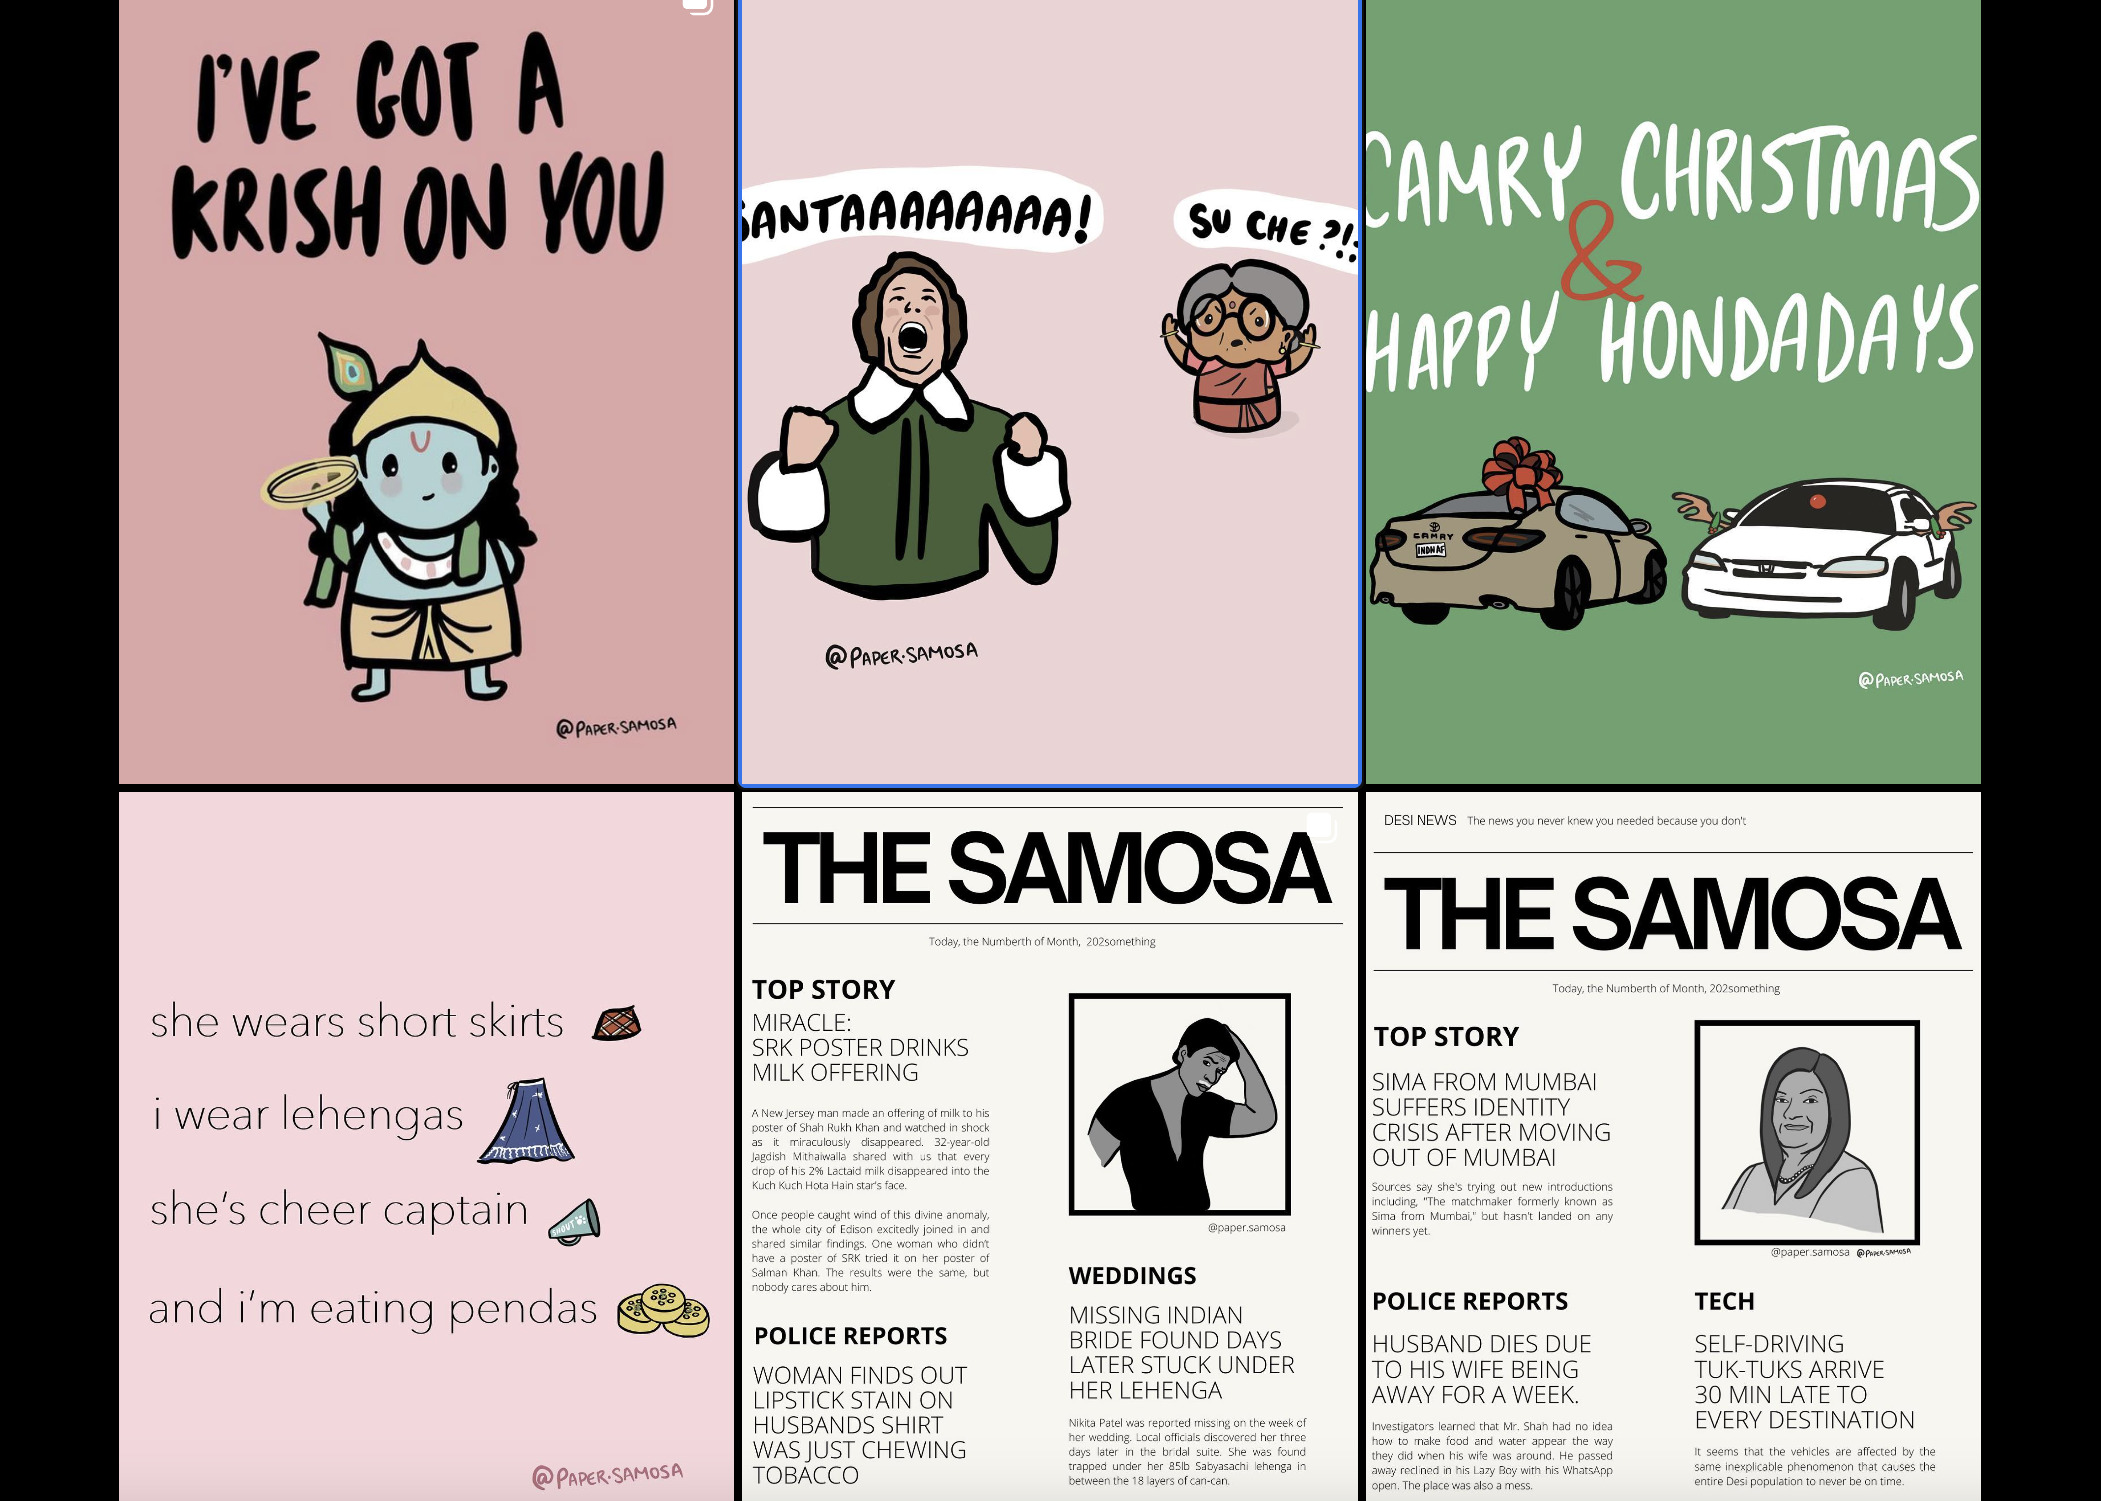 I'VE GOT A
KRISH ON YOU
@PAPER.SAMOSA
SANTAAAAAAAAA!
SU CHE ?!!
@PAPER.SAMOSA
CAMRY CHRISTMAS
&
HAPPY HONDADAYS
CAMRY
INDN AF
@PAPER.SAMOSA
she wears short skirts
i wear lehengas
she's cheer captain
SHOUT
and i'm eating pendas
@PAPER.SAMOSA
THE SAMOSA
Today, the Numberth of Month, 202something
TOP STORY
MIRACLE:
SRK POSTER DRINKS
MILK OFFERING
A New Jersey man made an offering of milk to his
poster of Shah Rukh Khan and watched in shock
as it miraculously disappeared. 32-year-old
Jagdish Mithaiwalla shared with us that every
drop of his 2% Lactaid milk disappeared into the
Kuch Kuch Hota Hain star's face.
Once people caught wind of this divine anomaly,
the whole city of Edison excitedly joined in and
shared similar findings. One woman who didn't
have a poster of SRK tried it on her poster of
Salman Khan. The results were the same, but
nobody cares about him.
POLICE REPORTS
WOMAN FINDS OUT
LIPSTICK STAIN ON
HUSBANDS SHIRT
WAS JUST CHEWING
TOBACCO
@paper.samosa
WEDDINGS
MISSING INDIAN
BRIDE FOUND DAYS
LATER STUCK UNDER
HER LEHENGA
Nikita Patel was reported missing on the week of
her wedding. Local officials discovered her three
days later in the bridal suite. She was found
trapped under her 85lb Sabyasachi lehenga in
between the 18 layers of can-can.
DESI NEWS The news you never knew you needed because you don't
THE SAMOSA
Today, the Numberth of Month, 202something
TOP STORY
SIMA FROM MUMBAI
SUFFERS IDENTITY
CRISIS AFTER MOVING
OUT OF MUMBAI
Sources say she's trying out new introductions
including, "The matchmaker formerly known as
Sima from Mumbai," but hasn't landed on any
winners yet.
@paper.samosa @PAPER.SAMOSA
POLICE REPORTS
HUSBAND DIES DUE
TO HIS WIFE BEING
AWAY FOR A WEEK.
Investigators learned that Mr. Shah had no idea
how to make food and water appear the way
they did when his wife was around. He passed
away reclined in his Lazy Boy with his WhatsApp
open. The place was also a mess.
TECH
SELF-DRIVING
TUK-TUKS ARRIVE
30 MIN LATE TO
EVERY DESTINATION
It seems that the vehicles are affected by the
same inexplicable phenomenon that causes the
entire Desi population to never be on time.